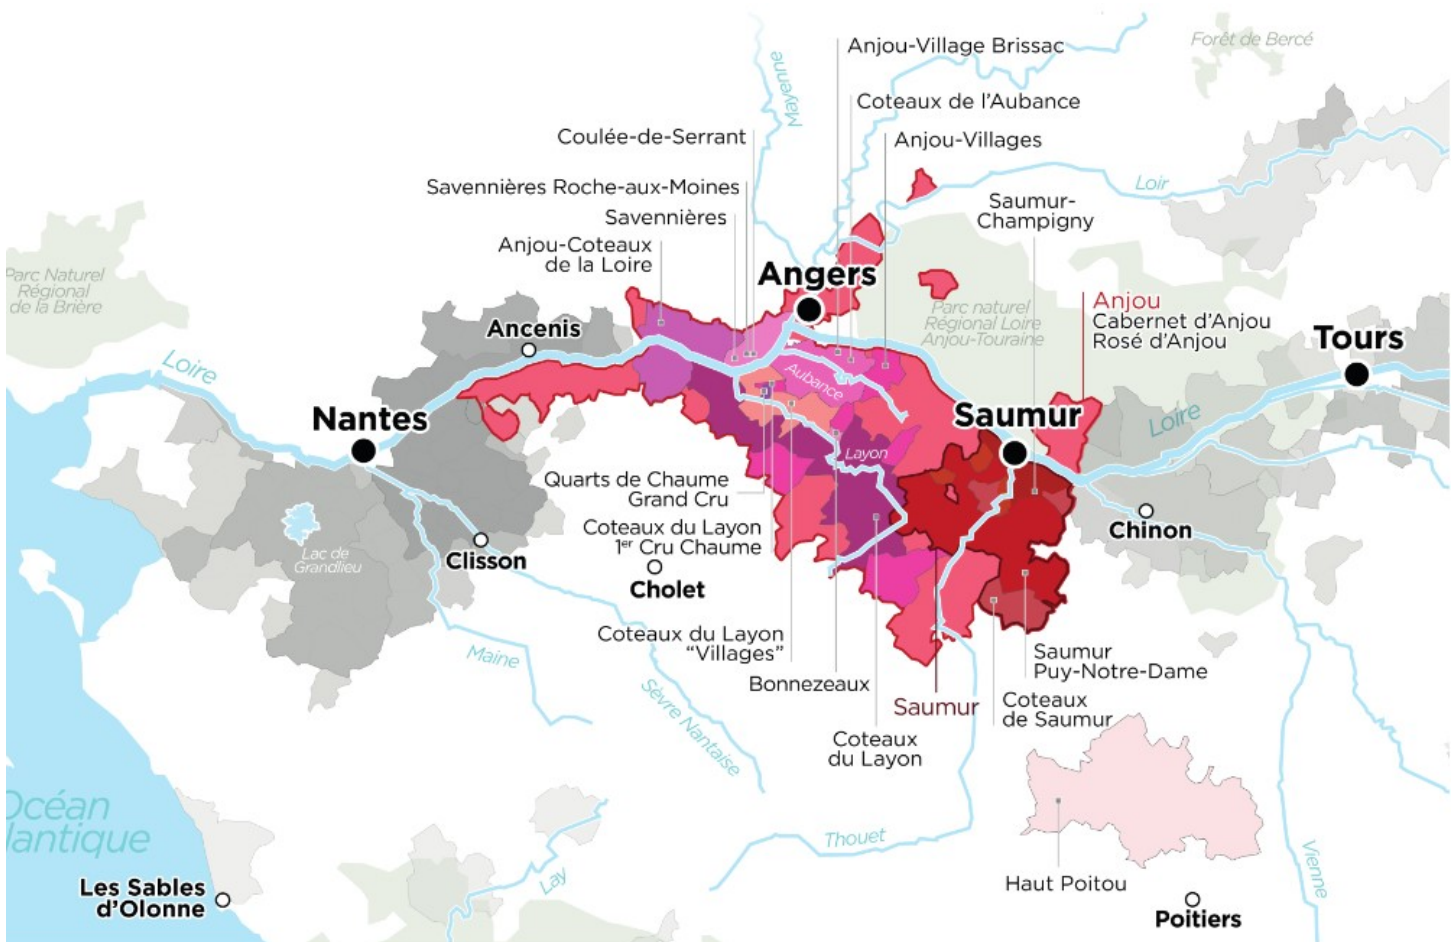 Anjou-Village Brissac
Forêt de Bercé
Mayenne
Coteaux de l'Aubance
Coulée-de-Serrant
Anjou-Villages
Savennières Roche-aux-Moines
Loir
Saumur-
Champigny
Savennières
Anjou-Coteaux
de la Loire
Parc Naturel
Régional
de la Brière
Angers
Parc naturel
Régional Loire
Anjou-Touraine
Anjou
Cabernet d'Anjou
Rosé d'Anjou
Ancenis
Tours
Loire
Aubance
Nantes
Saumur
Loire
Layon
Quarts de Chaume
Grand Cru
Coteaux du Layon
1er Cru Chaume
Chinon
Lac de
Grandlieu
Clisson
Cholet
Coteaux du Layon
"Villages"
Maine
Bonnezeaux
Saumur
Puy-Notre-Dame
Saumur
Coteaux
de Saumur
Sèvre Nantaise
Coteaux
du Layon
Océan
lantique
Thouet
Vienne
Lay
Haut Poitou
Les Sables
d'Olonne
Poitiers